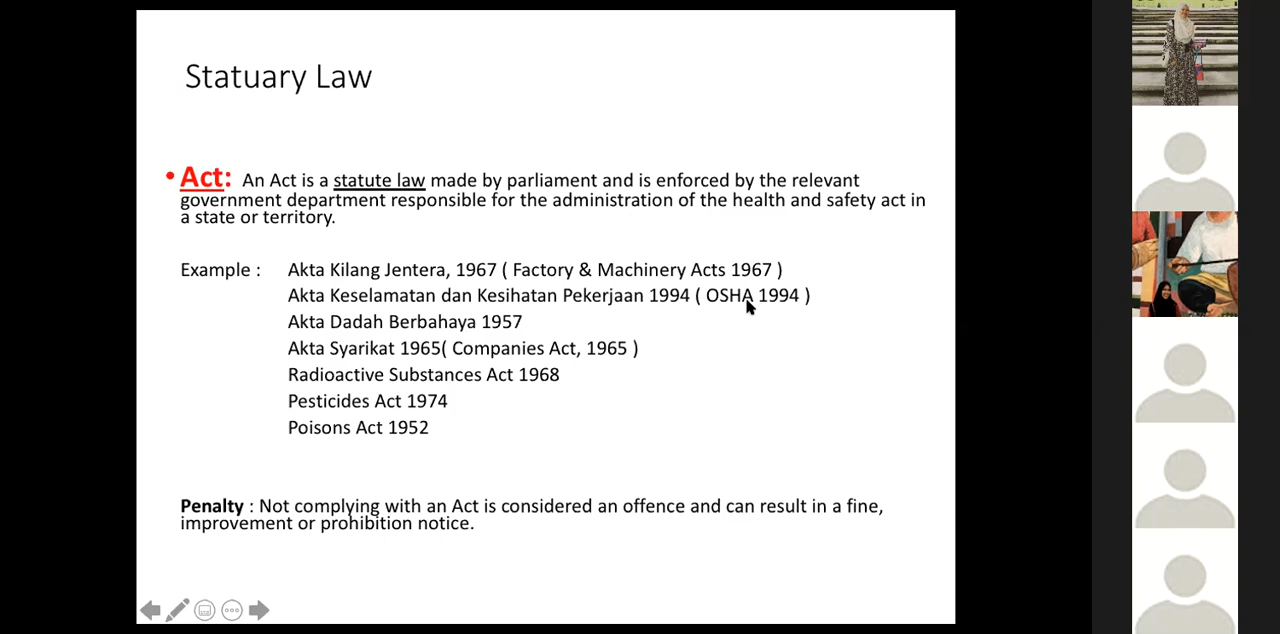 Statuary Law
• Act: An Act is a statute law made by parliament and is enforced by the relevant
government department responsible for the administration of the health and safety act in
a state or territory.
Example : Akta Kilang Jentera, 1967 ( Factory & Machinery Acts 1967 )
Akta Keselamatan dan Kesihatan Pekerjaan 1994 ( OSHA 1994 )
Akta Dadah Berbahaya 1957
Akta Syarikat 1965( Companies Act, 1965 )
Radioactive Substances Act 1968
Pesticides Act 1974
Poisons Act 1952
Penalty : Not complying with an Act is considered an offence and can result in a fine,
improvement or prohibition notice.